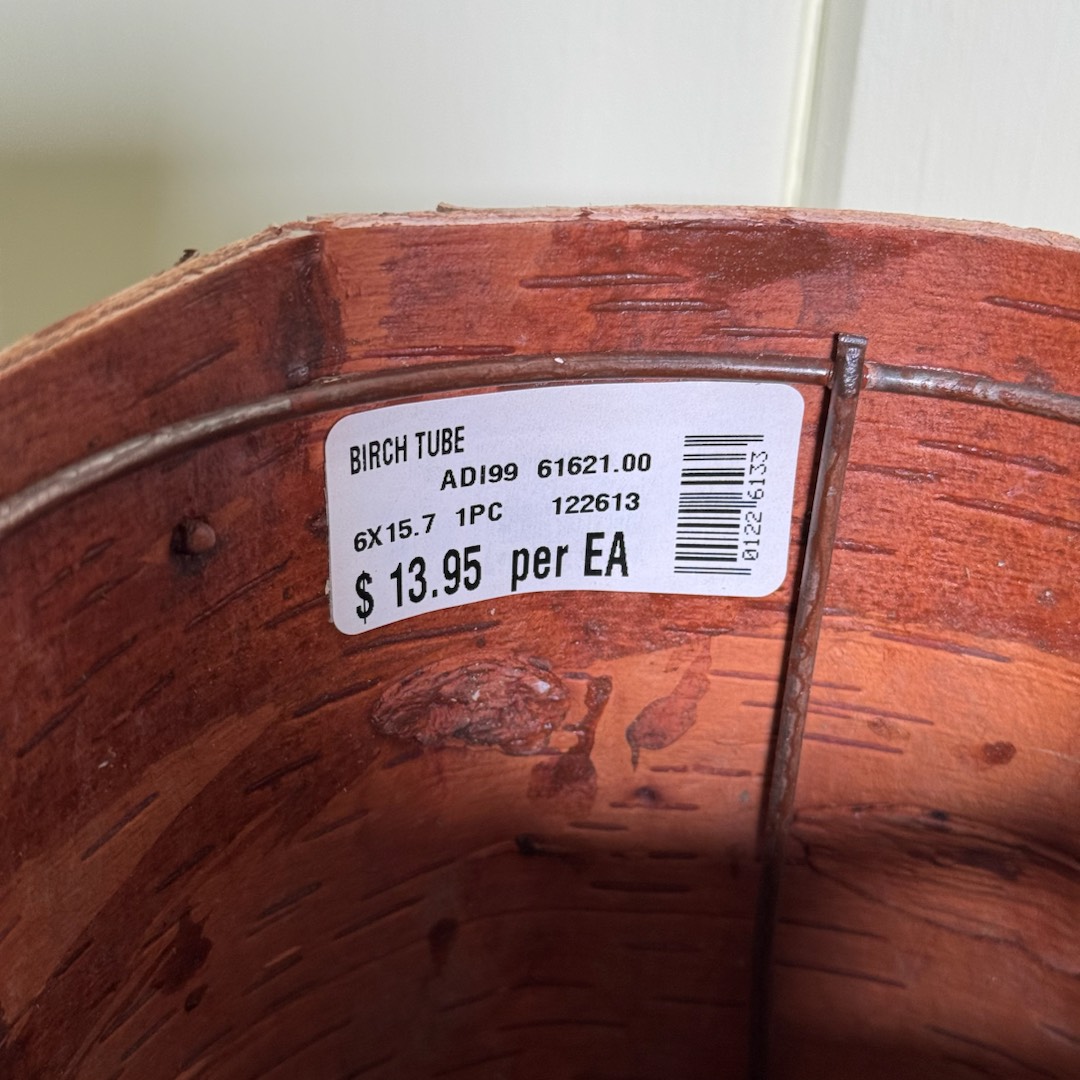 BIRCH TUBE
ADI99 61621.00
6X15.7 1PC 122613
$ 13.95 per EA
0122 6133